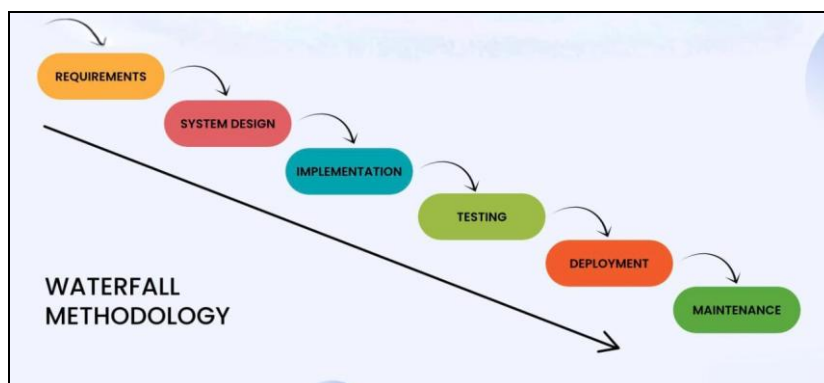 REQUIREMENTS
SYSTEM DESIGN
IMPLEMENTATION
TESTING
DEPLOYMENT
MAINTENANCE
WATERFALL
METHODOLOGY